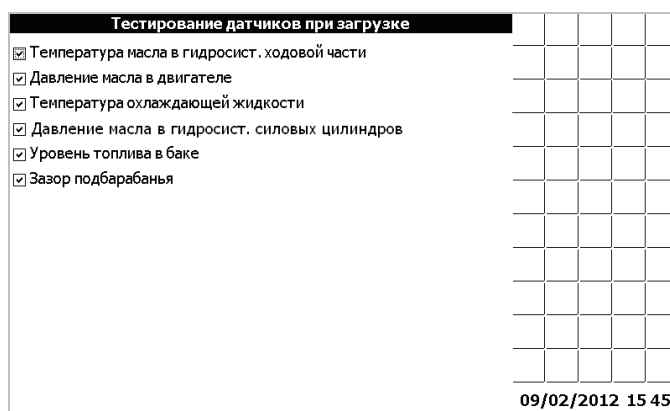 Тестирование датчиков при загрузке
Температура масла в гидросист. ходовой части
Давление масла в двигателе
Температура охлаждающей жидкости
Давление масла в гидросист. силовых цилиндров
Уровень топлива в баке
Зазор подбарабанья
09/02/2012 15 45